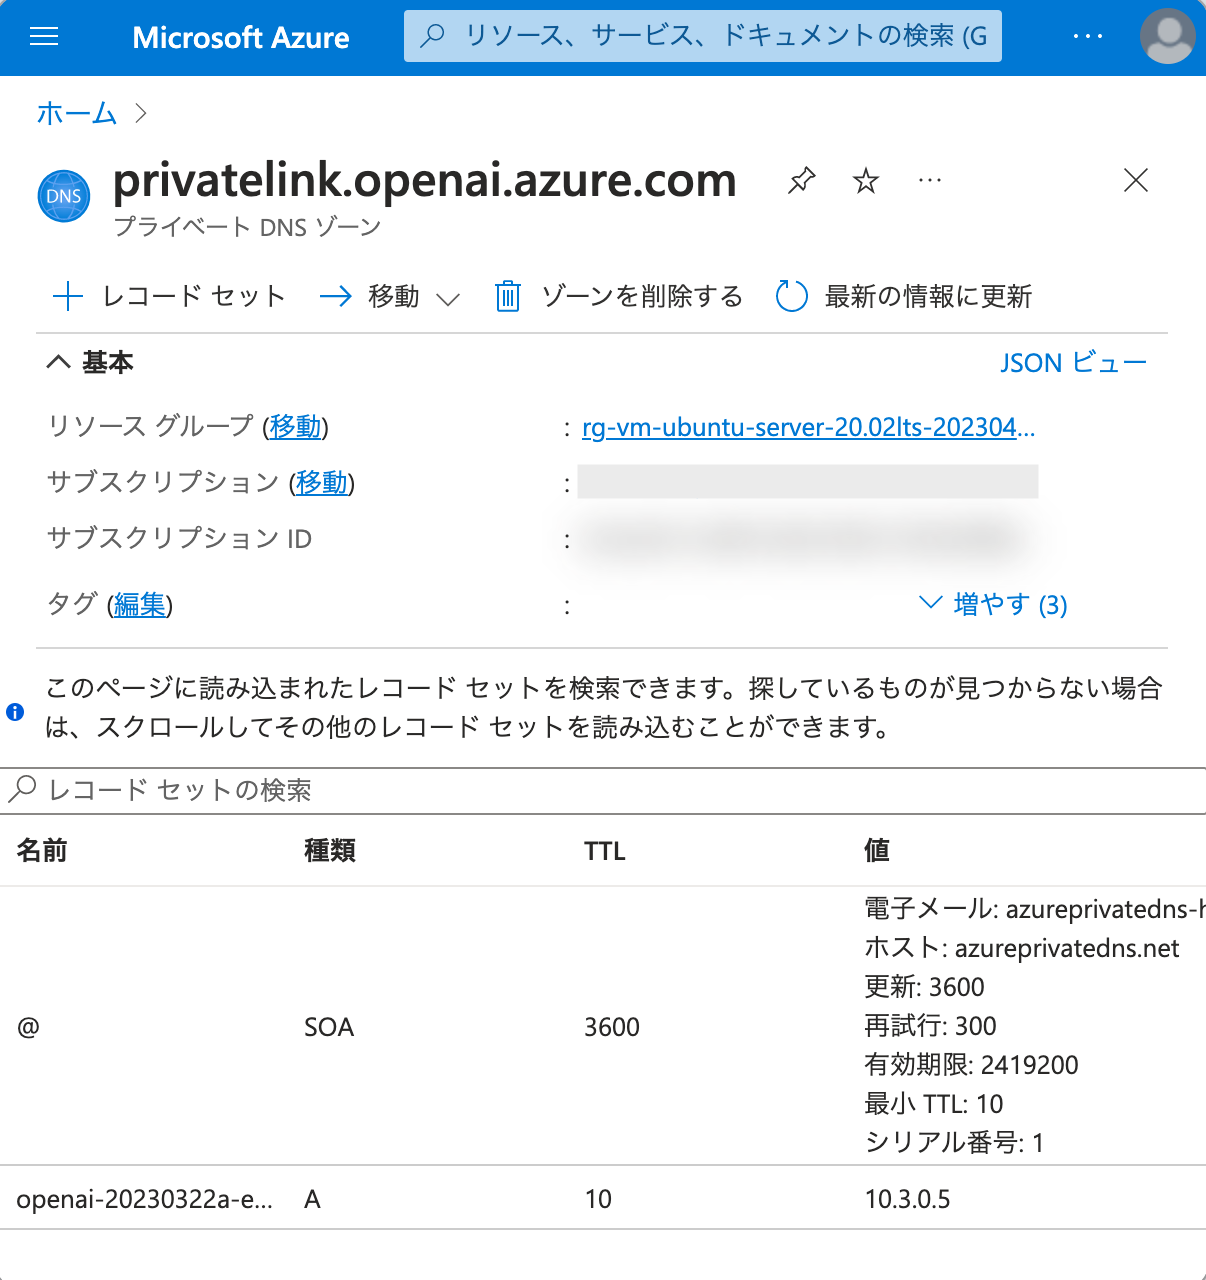 Microsoft Azure
リソース、サービス、ドキュメントの検索 (G
ホーム
DNS
privatelink.openai.azure.com
プライベート DNS ゾーン
レコード セット 移動 ゾーンを削除する 最新の情報に更新
基本 JSON ビュー
リソース グループ (移動) : rg-vm-ubuntu-server-20.02lts-202304...
サブスクリプション (移動) :
サブスクリプション ID :
タグ (編集) : 増やす (3)
このページに読み込まれたレコード セットを検索できます。探しているものが見つからない場合
は、スクロールしてその他のレコード セットを読み込むことができます。
レコード セットの検索
名前 種類 TTL 値
電子メール: azureprivatedns-h
ホスト: azureprivatedns.net
更新: 3600
@ SOA 3600 再試行: 300
有効期限: 2419200
最小 TTL: 10
シリアル番号: 1
openai-20230322a-e... A 10 10.3.0.5